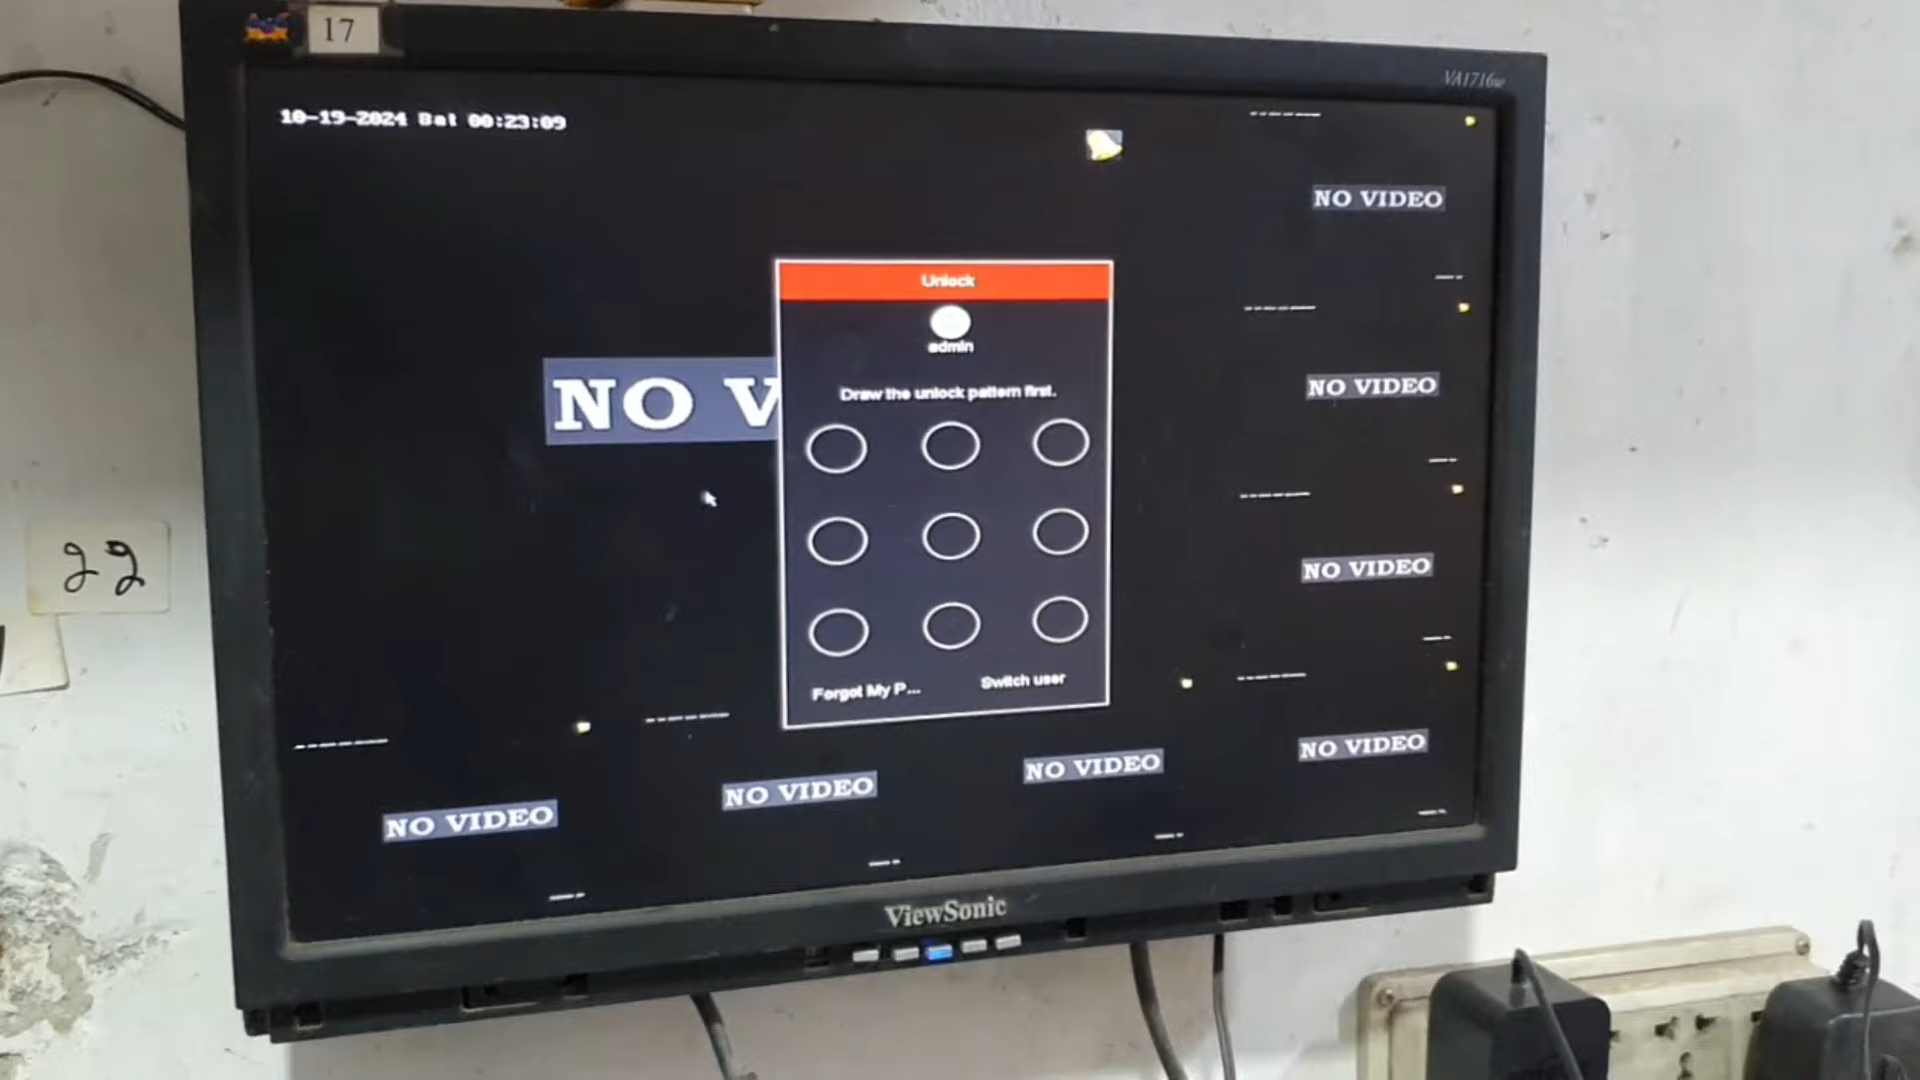 17
VA1716w
10-19-2024 Sat 00:23:09
NO VIDEO
Unlock
admin
Draw the unlock pattern first.
NO V
NO VIDEO
22
NO VIDEO
Forgot My P...
Switch user
NO VIDEO
NO VIDEO
NO VIDEO
NO VIDEO
ViewSonic